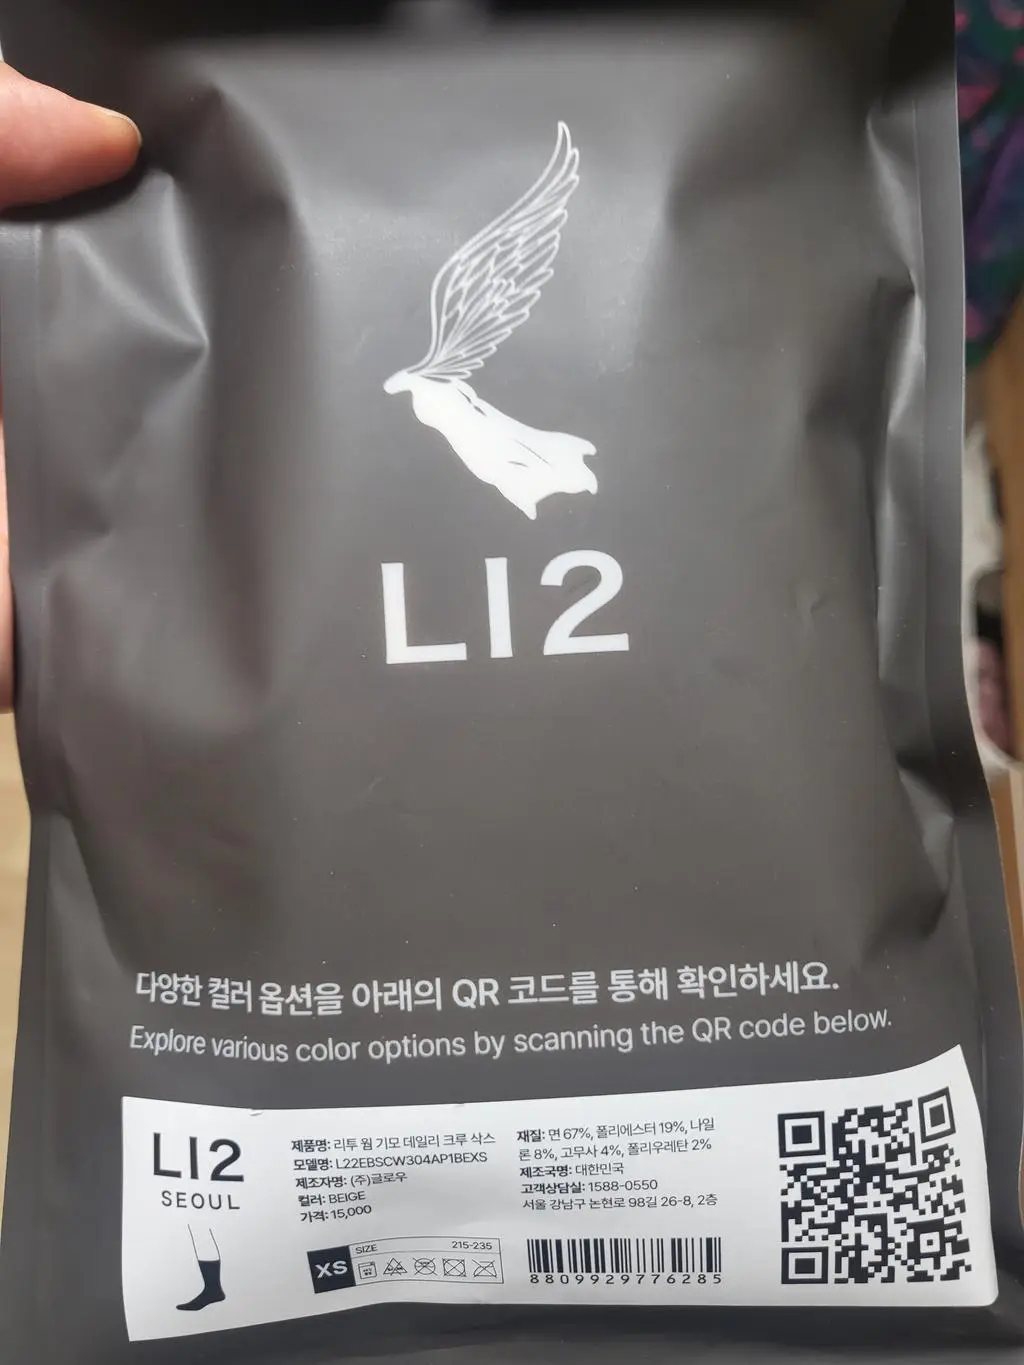 LI2
다양한 컬러 옵션을 아래의 QR 코드를 통해 확인하세요.
Explore various color options by scanning the QR code below.
LI2
SEOUL
제품명: 리투 웜 기모 데일리 크루 삭스
모델명: L22EBSCW304AP1BEXS
제조자명: (주)글로우
컬러: BEIGE
가격: 15,000
XS
SIZE 215-235
재질: 면 67%, 폴리에스터 19%, 나일
론 8%, 고무사 4%, 폴리우레탄 2%
제조국명: 대한민국
고객상담실: 1588-0550
서울 강남구 논현로 98길 26-8, 2층
8809929776285